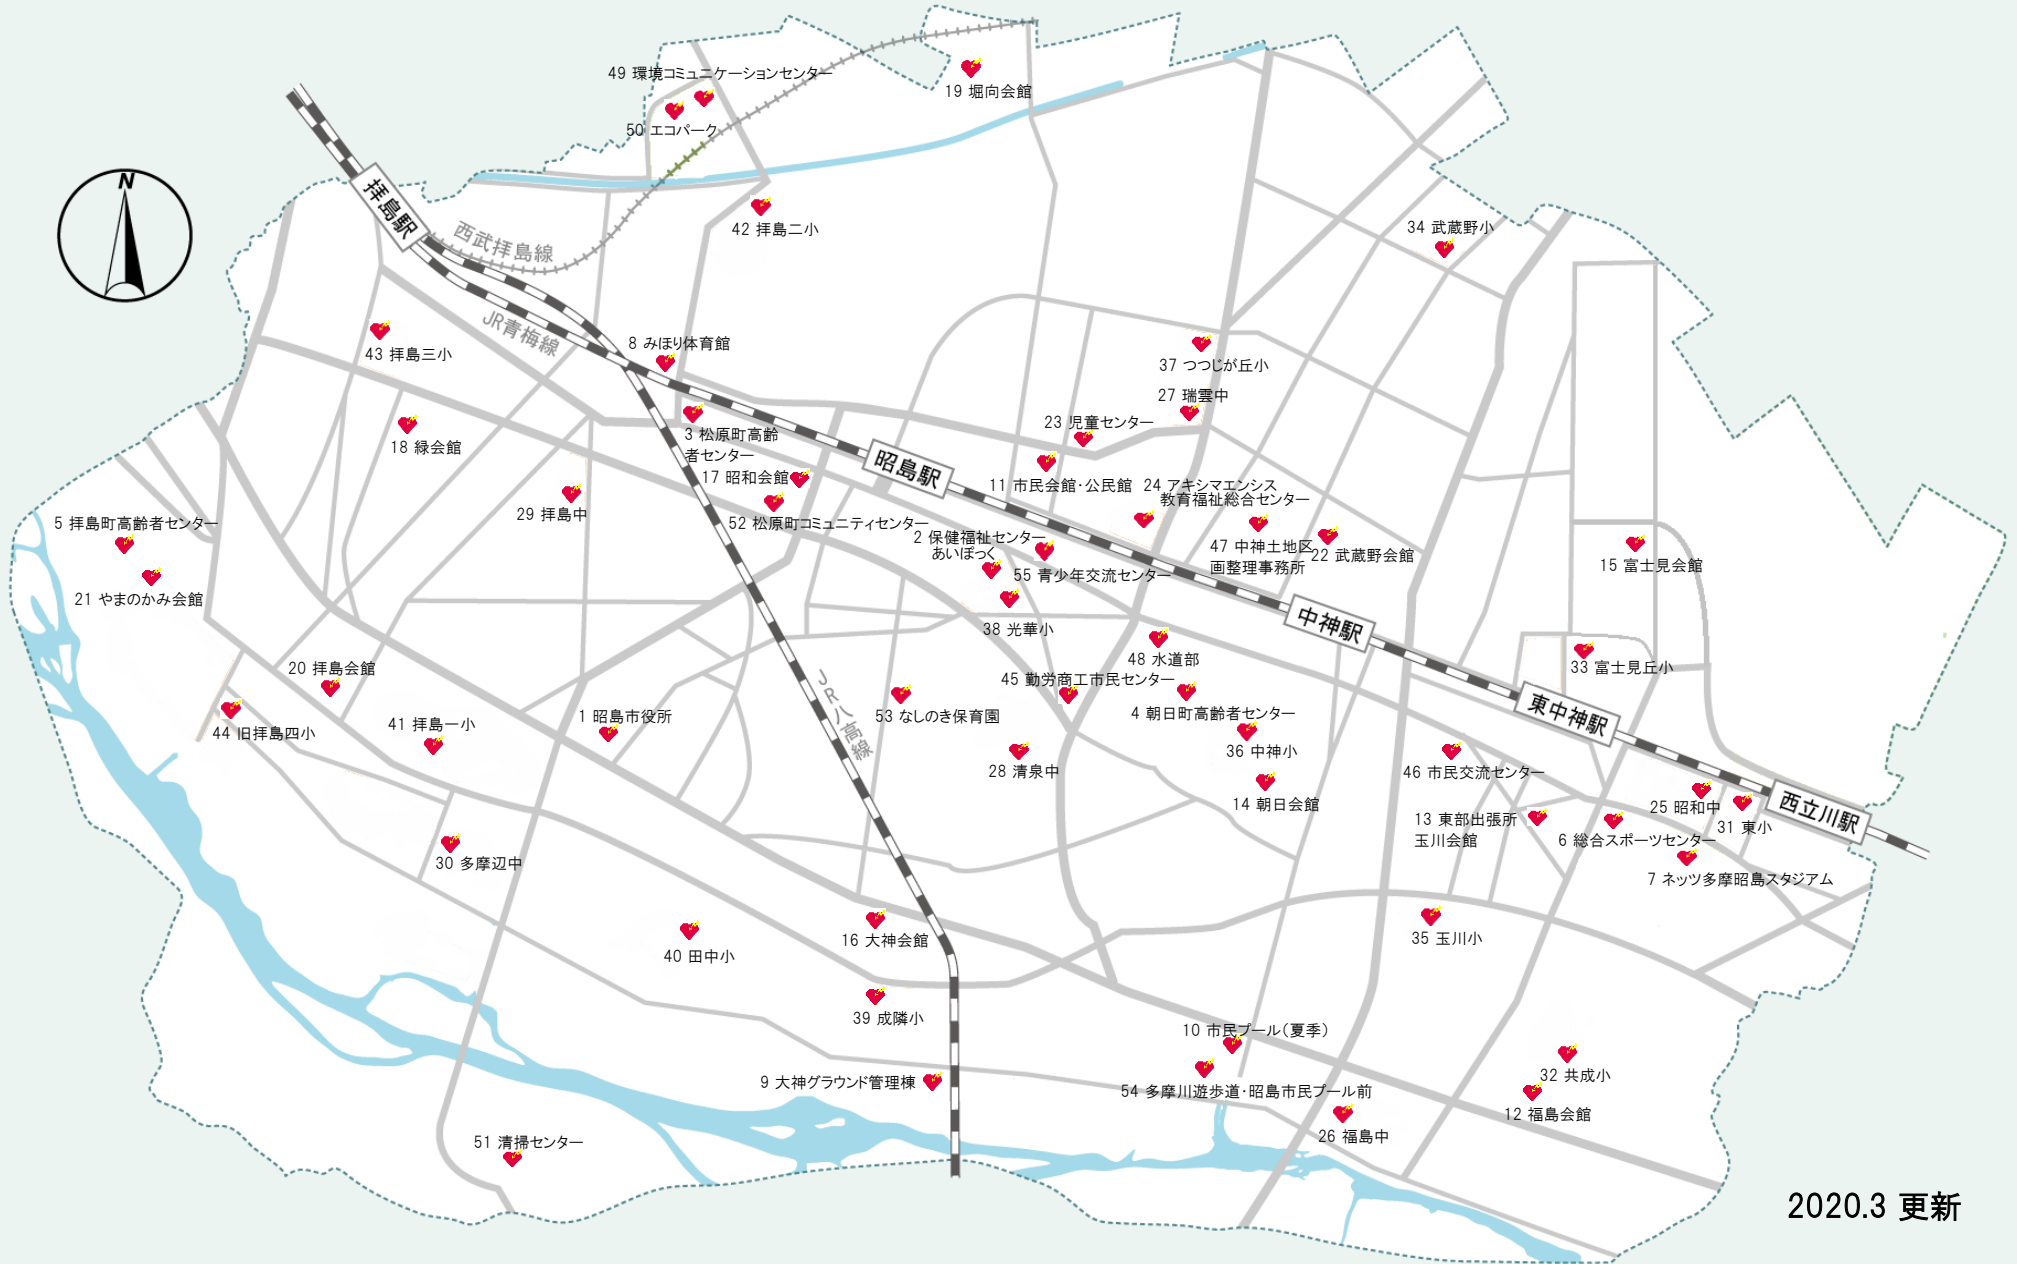 49 環境コミュニケーションセンター
19 堀向会館
50 エコパーク
N
拝島駅
西武拝島線
42 拝島二小
34 武蔵野小
JR青梅線
8 みほり体育館
43 拝島三小
37 つつじが丘小
27 瑞雲中
23 児童センター
3 松原町高齢
者センター
18 緑会館
昭島駅
17 昭和会館
11 市民会館・公民館
24 アキシマエンシス
教育福祉総合センター
29 拝島中
5 拝島町高齢者センター
52 松原町コミュニティセンター
2 保健福祉センター
あいぽっく
47 中神土地区
画整理事務所
22 武蔵野会館
15 富士見会館
55 青少年交流センター
21 やまのかみ会館
38 光華小
中神駅
48 水道部
20 拝島会館
33 富士見丘小
45 勤労商工市民センター
JR八高線
1 昭島市役所
53 なしのき保育園
4 朝日町高齢者センター
東中神駅
41 拝島一小
44 旧拝島四小
36 中神小
28 清泉中
46 市民交流センター
14 朝日会館
25 昭和中
西立川駅
31 東小
13 東部出張所
玉川会館
6 総合スポーツセンター
30 多摩辺中
7 ネッツ多摩昭島スタジアム
16 大神会館
35 玉川小
40 田中小
39 成隣小
10 市民プール（夏季）
9 大神グラウンド管理棟
54 多摩川遊歩道・昭島市民プール前
32 共成小
12 福島会館
26 福島中
51 清掃センター
2020.3 更新